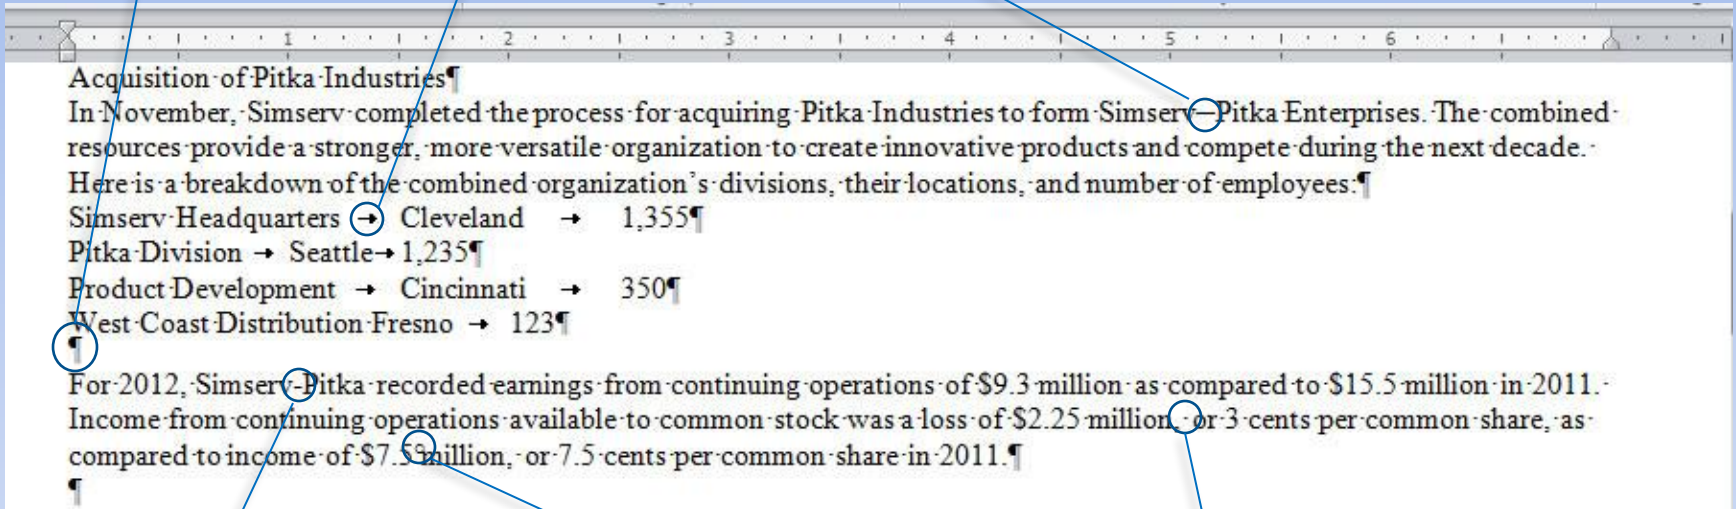 1 2 3 4 5 6
Acquisition·of·Pitka·Industries¶
In·November,·Simserv·completed·the·process·for·acquiring·Pitka·Industries·to·form·Simserv–Pitka·Enterprises.·The·combined·
resources·provide·a·stronger,·more·versatile·organization·to·create·innovative·products·and·compete·during·the·next·decade.·
Here·is·a·breakdown·of·the·combined·organization’s·divisions,·their·locations,·and·number·of·employees:¶
Simserv·Headquarters → Cleveland → 1,355¶
Pitka·Division → Seattle → 1,235¶
Product·Development → Cincinnati → 350¶
West·Coast·Distribution·Fresno → 123¶
¶
For·2012,·Simserv-Pitka·recorded·earnings·from·continuing·operations·of·$9.3·million·as·compared·to·$15.5·million·in·2011.·
Income·from·continuing·operations·available·to·common·stock·was·a·loss·of·$2.25·million,·or·3·cents·per·common·share,·as·
compared·to·income·of·$7.5°million,·or·7.5·cents·per·common·share·in·2011.¶
¶